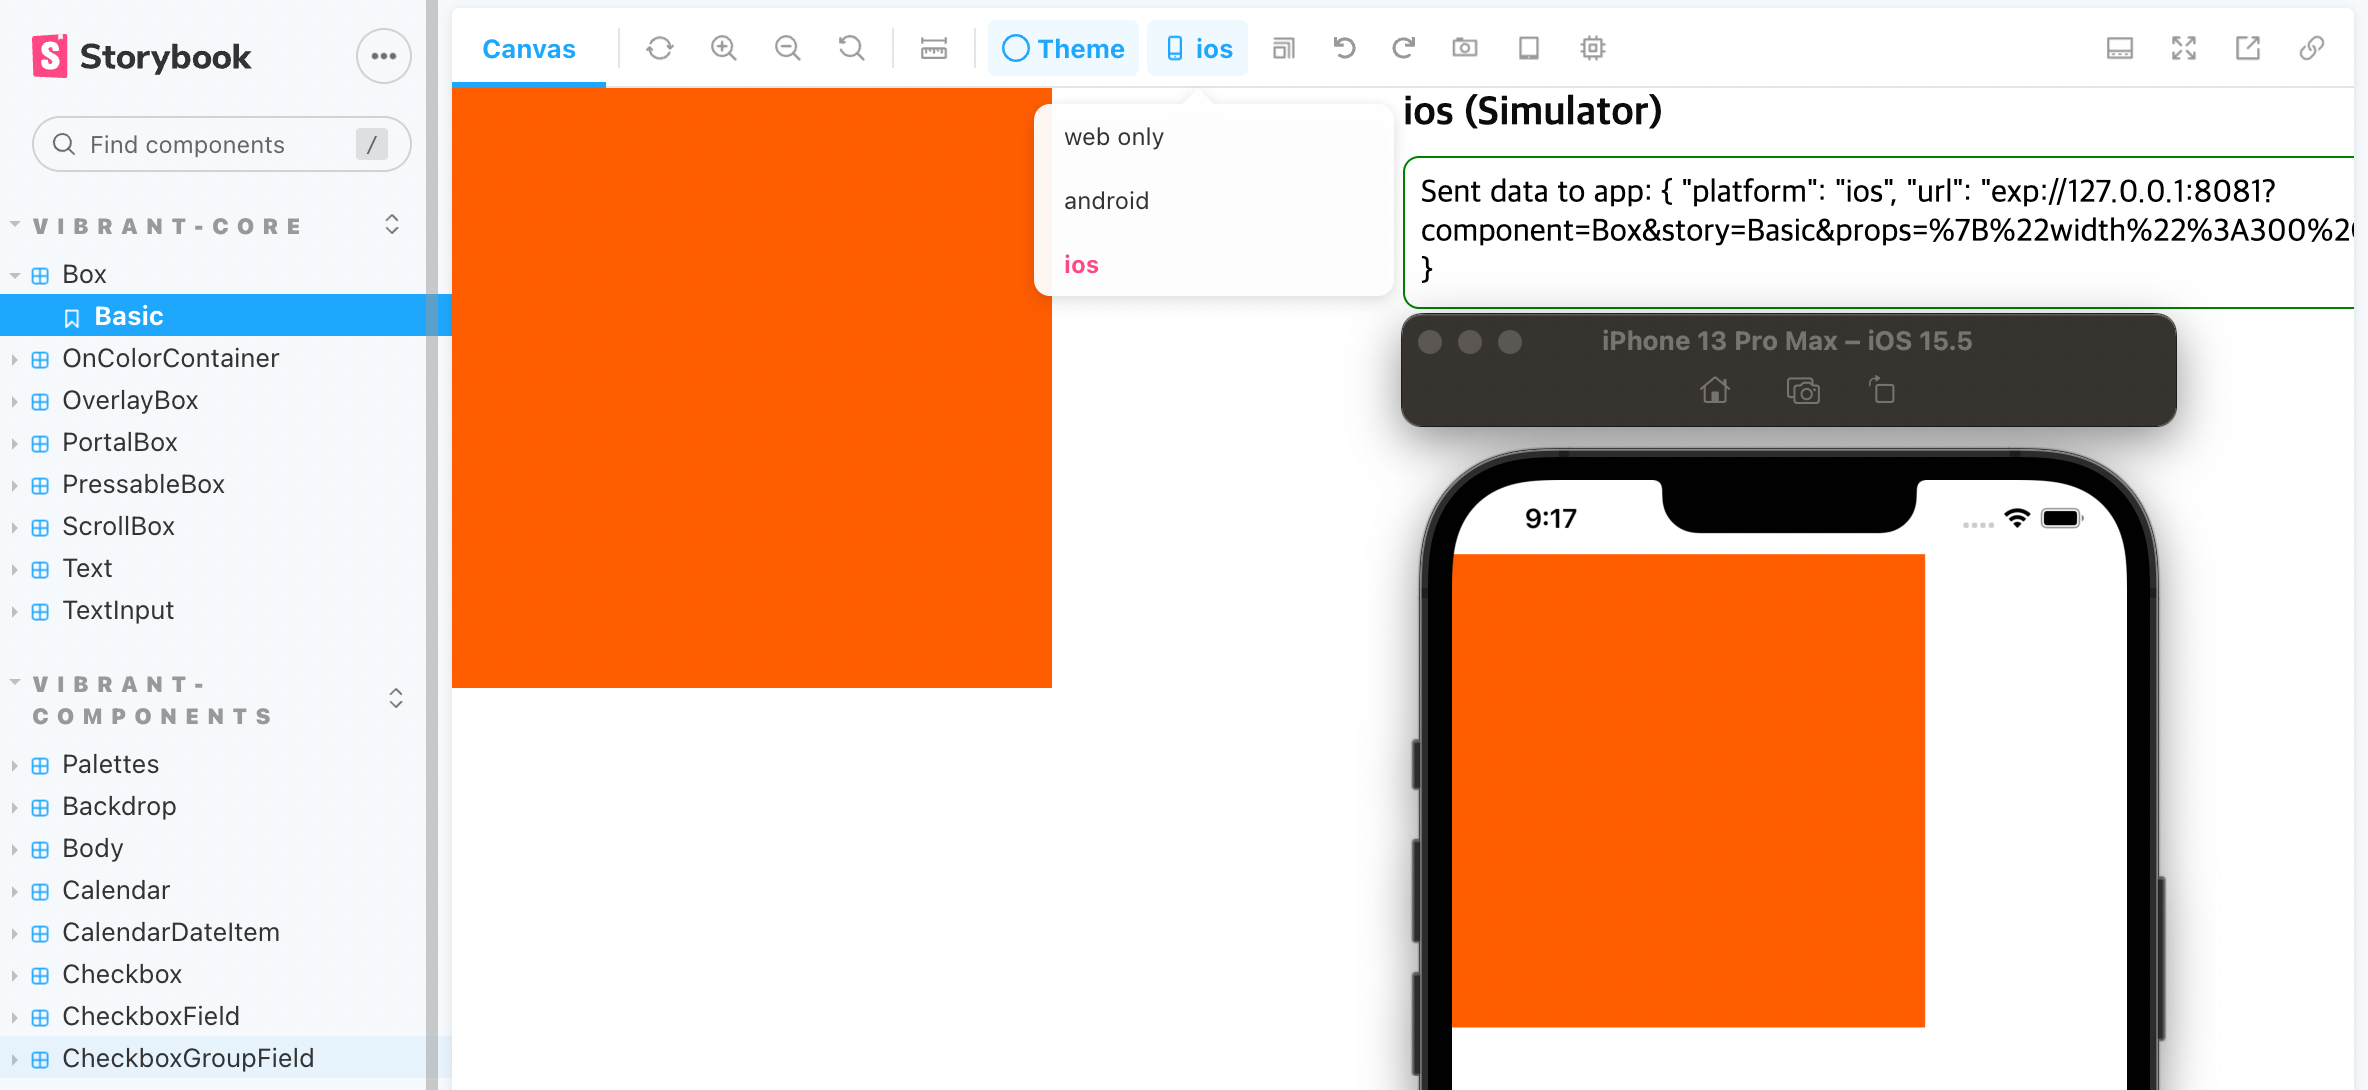 Storybook
Find components
/
VIBRANT-CORE
Box
Basic
OnColorContainer
OverlayBox
PortalBox
PressableBox
ScrollBox
Text
TextInput
VIBRANT-
COMPONENTS
Palettes
Backdrop
Body
Calendar
CalendarDateItem
Checkbox
CheckboxField
CheckboxGroupField
Canvas
Theme
ios
web only
android
ios
ios (Simulator)
Sent data to app: { "platform": "ios", "url": "exp://127.0.0.1:8081?
component=Box&story=Basic&props=%7B%22width%22%3A300%2
}
iPhone 13 Pro Max – iOS 15.5
9:17